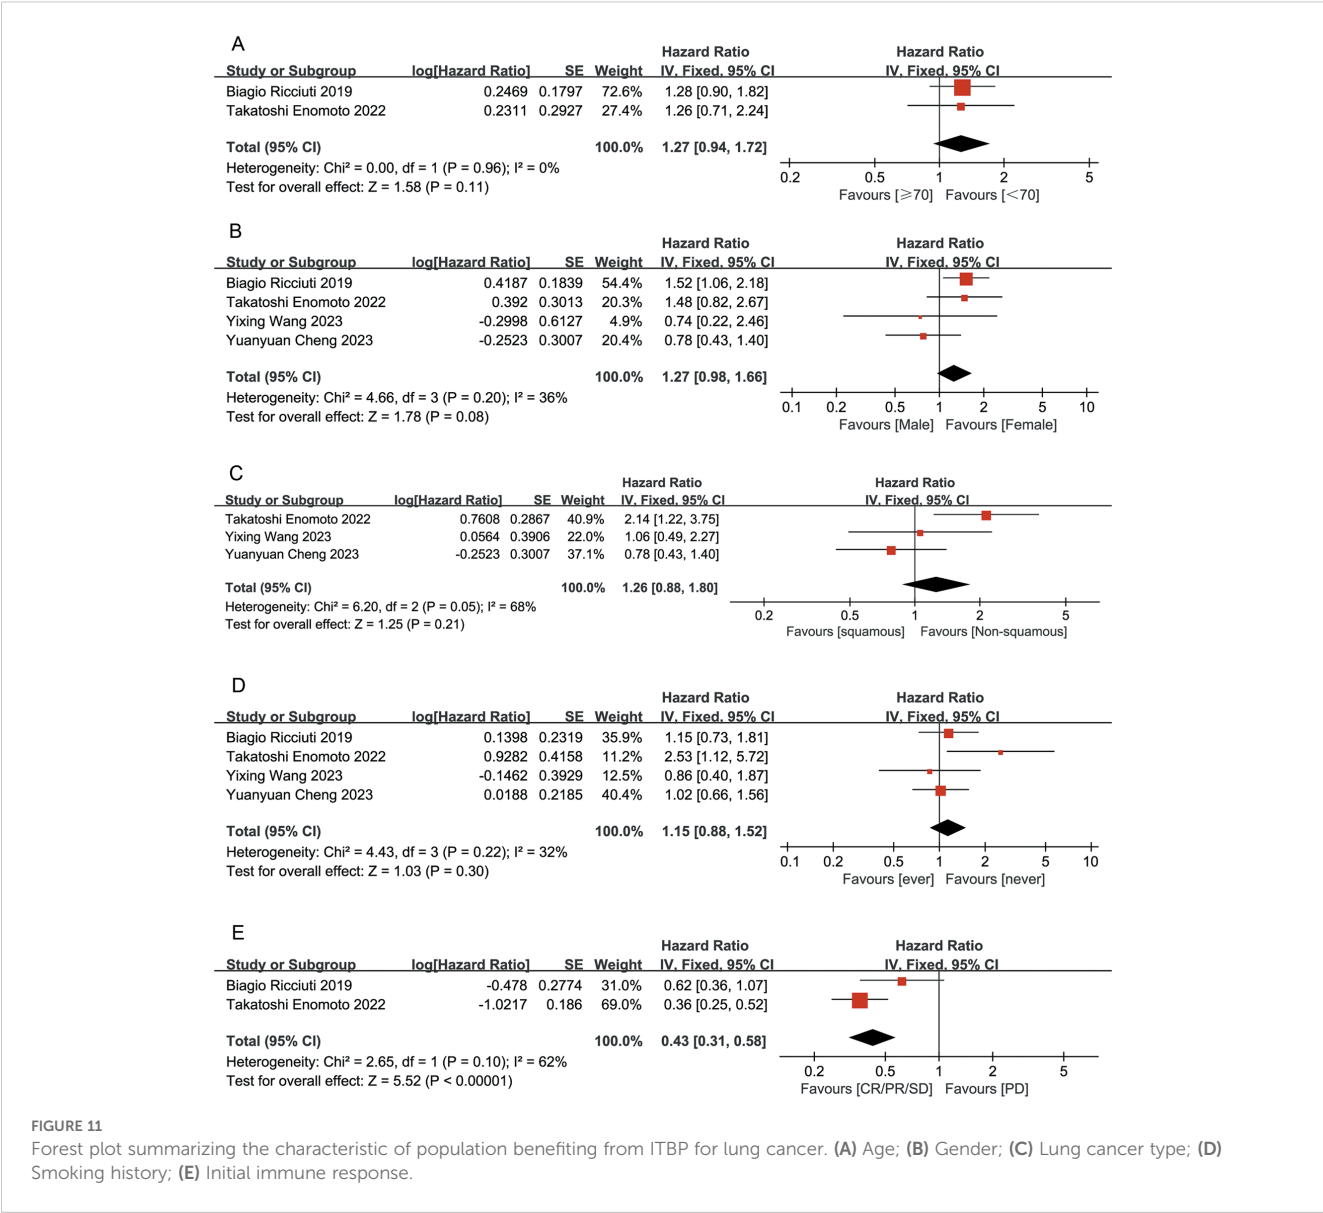 A
Hazard Ratio Hazard Ratio
Study or Subgroup log[Hazard Ratio] SE Weight IV, Fixed, 95% CI IV, Fixed, 95% CI
Biagio Ricciuti 2019 0.2469 0.1797 72.6% 1.28 [0.90, 1.82]
Takatoshi Enomoto 2022 0.2311 0.2927 27.4% 1.26 [0.71, 2.24]
Total (95% CI) 100.0% 1.27 [0.94, 1.72]
Heterogeneity: Chi² = 0.00, df = 1 (P = 0.96); I² = 0%
Test for overall effect: Z = 1.58 (P = 0.11)
0.2 0.5 1 2 5
Favours [≥70] Favours [<70]
B
Hazard Ratio Hazard Ratio
Study or Subgroup log[Hazard Ratio] SE Weight IV, Fixed, 95% CI IV, Fixed, 95% CI
Biagio Ricciuti 2019 0.4187 0.1839 54.4% 1.52 [1.06, 2.18]
Takatoshi Enomoto 2022 0.392 0.3013 20.3% 1.48 [0.82, 2.67]
Yixing Wang 2023 -0.2998 0.6127 4.9% 0.74 [0.22, 2.46]
Yuanyuan Cheng 2023 -0.2523 0.3007 20.4% 0.78 [0.43, 1.40]
Total (95% CI) 100.0% 1.27 [0.98, 1.66]
Heterogeneity: Chi² = 4.66, df = 3 (P = 0.20); I² = 36%
Test for overall effect: Z = 1.78 (P = 0.08)
0.1 0.2 0.5 1 2 5 10
Favours [Male] Favours [Female]
C
Hazard Ratio Hazard Ratio
Study or Subgroup log[Hazard Ratio] SE Weight IV, Fixed, 95% CI IV, Fixed, 95% CI
Takatoshi Enomoto 2022 0.7608 0.2867 40.9% 2.14 [1.22, 3.75]
Yixing Wang 2023 0.0564 0.3906 22.0% 1.06 [0.49, 2.27]
Yuanyuan Cheng 2023 -0.2523 0.3007 37.1% 0.78 [0.43, 1.40]
Total (95% CI) 100.0% 1.26 [0.88, 1.80]
Heterogeneity: Chi² = 6.20, df = 2 (P = 0.05); I² = 68%
Test for overall effect: Z = 1.25 (P = 0.21)
0.2 0.5 1 2 5
Favours [squamous] Favours [Non-squamous]
D
Hazard Ratio Hazard Ratio
Study or Subgroup log[Hazard Ratio] SE Weight IV, Fixed, 95% CI IV, Fixed, 95% CI
Biagio Ricciuti 2019 0.1398 0.2319 35.9% 1.15 [0.73, 1.81]
Takatoshi Enomoto 2022 0.9282 0.4158 11.2% 2.53 [1.12, 5.72]
Yixing Wang 2023 -0.1462 0.3929 12.5% 0.86 [0.40, 1.87]
Yuanyuan Cheng 2023 0.0188 0.2185 40.4% 1.02 [0.66, 1.56]
Total (95% CI) 100.0% 1.15 [0.88, 1.52]
Heterogeneity: Chi² = 4.43, df = 3 (P = 0.22); I² = 32%
Test for overall effect: Z = 1.03 (P = 0.30)
0.1 0.2 0.5 1 2 5 10
Favours [ever] Favours [never]
E
Hazard Ratio Hazard Ratio
Study or Subgroup log[Hazard Ratio] SE Weight IV, Fixed, 95% CI IV, Fixed, 95% CI
Biagio Ricciuti 2019 -0.478 0.2774 31.0% 0.62 [0.36, 1.07]
Takatoshi Enomoto 2022 -1.0217 0.186 69.0% 0.36 [0.25, 0.52]
Total (95% CI) 100.0% 0.43 [0.31, 0.58]
Heterogeneity: Chi² = 2.65, df = 1 (P = 0.10); I² = 62%
Test for overall effect: Z = 5.52 (P < 0.00001)
0.2 0.5 1 2 5
Favours [CR/PR/SD] Favours [PD]
FIGURE 11
Forest plot summarizing the characteristic of population benefiting from ITBP for lung cancer. (A) Age; (B) Gender; (C) Lung cancer type; (D)
Smoking history; (E) Initial immune response.